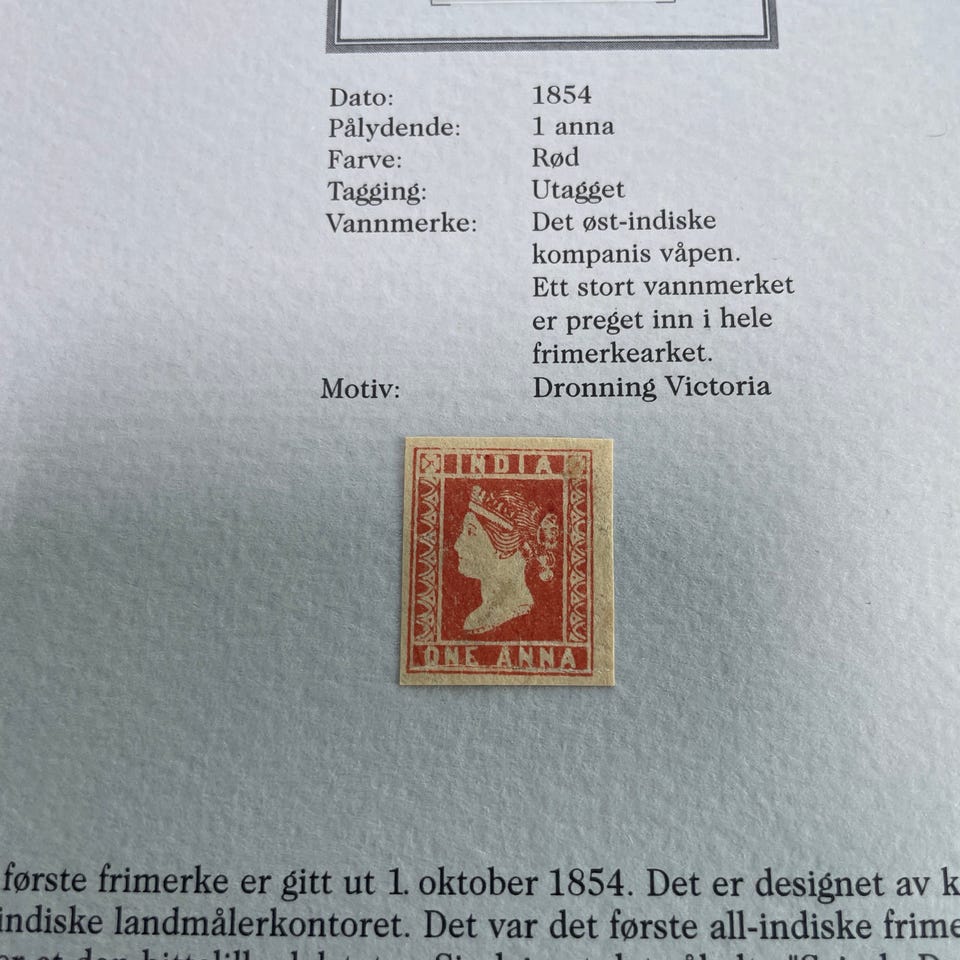 Dato: 1854
Pålydende: 1 anna
Farve: Rød
Tagging: Utagget
Vannmerke: Det øst-indiske
kompanis våpen.
Ett stort vannmerket
er preget inn i hele
frimerkearket.
Motiv: Dronning Victoria
INDIA
ONE ANNA
første frimerke er gitt ut 1. oktober 1854. Det er designet av k
indiske landmålerkontoret. Det var det første all-indiske frime